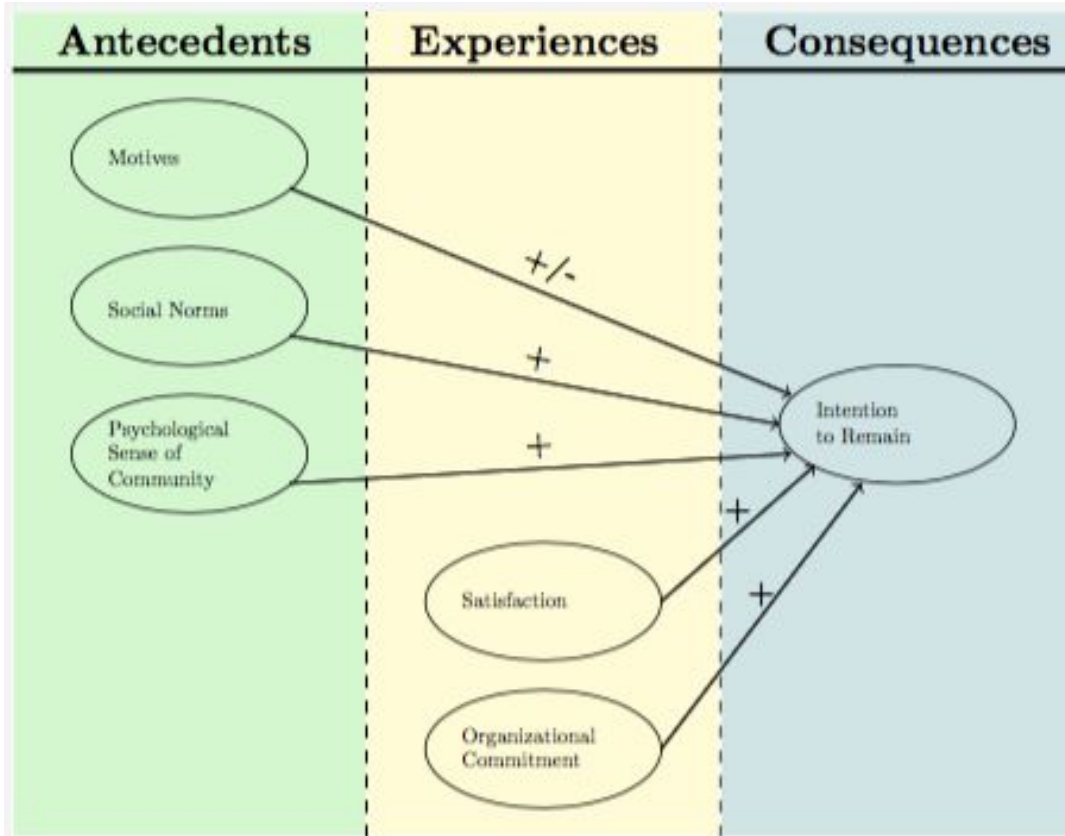 Antecedents
Experiences
Consequences
Motives
+/-
Social Norms
+
Intention
to Remain
Psychological
Sense of
Community
+
+
Satisfaction
+
Organizational
Commitment